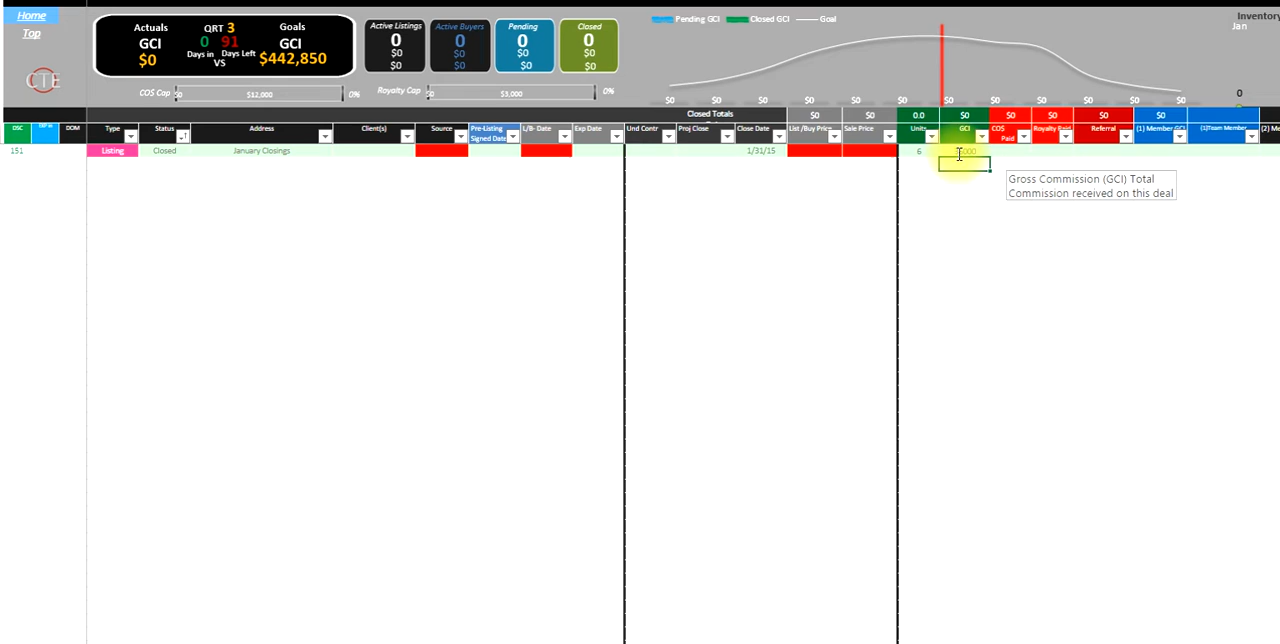 Home
Top
CTE
Actuals
GCI
$0
QRT 3
0 91
Days in Days Left
VS
Goals
GCI
$442,850
Active Listings
0
$0
$0
Active Buyers
0
$0
$0
Pending
0
$0
$0
Closed
0
$0
$0
COS Cap $0 $12,000 0%
Royalty Cap $0 $3,000 0%
Pending GCI Closed GCI Goal
$0 $0 $0 $0 $0 $0 $0 $0 $0 $0 $0 $0
Inventory
Jan
0
Closed Totals $0 $0 0.0 $0 $0 $0 $0 $0
DSC DOM Type Status Address Client(s) Source Pre-Listing Signed Date L/B- Date Exp Date Und Contr Proj Close Close Date List/Buy Price Sale Price Units GCI COS Paid Royalty Referral (1) Member GCI (1)Team Member
151 Listing Closed January Closings 1/31/15 6
Gross Commission (GCI) Total
Commission received on this deal